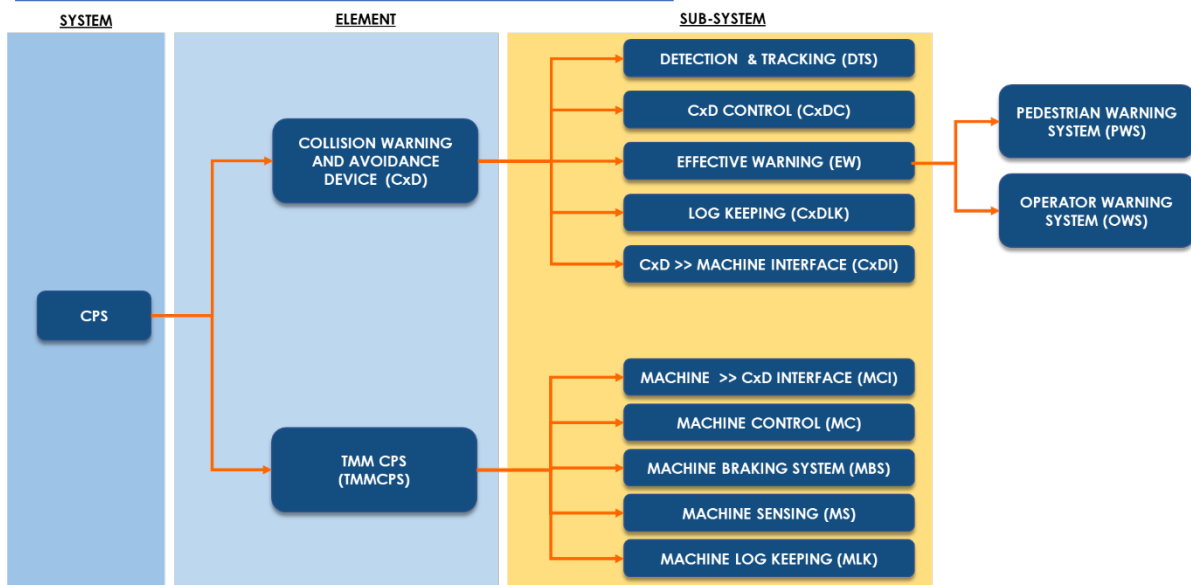 SYSTEM
ELEMENT
SUB-SYSTEM
DETECTION & TRACKING (DTS)
CxD CONTROL (CxDC)
EFFECTIVE WARNING (EW)
LOG KEEPING (CxDLK)
CxD >> MACHINE INTERFACE (CxDI)
COLLISION WARNING
AND AVOIDANCE
DEVICE (CxD)
PEDESTRIAN WARNING
SYSTEM (PWS)
OPERATOR WARNING
SYSTEM (OWS)
CPS
MACHINE >> CxD INTERFACE (MCI)
MACHINE CONTROL (MC)
MACHINE BRAKING SYSTEM (MBS)
MACHINE SENSING (MS)
MACHINE LOG KEEPING (MLK)
TMM CPS
(TMMCPS)